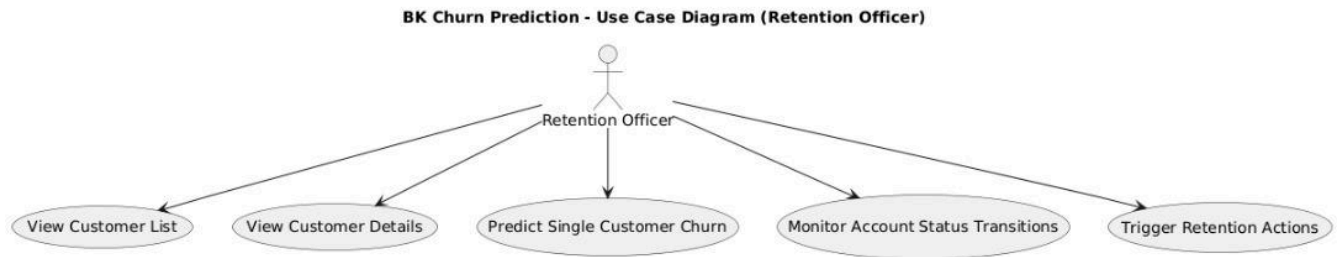 BK Churn Prediction - Use Case Diagram (Retention Officer)
Retention Officer
View Customer List
View Customer Details
Predict Single Customer Churn
Monitor Account Status Transitions
Trigger Retention Actions